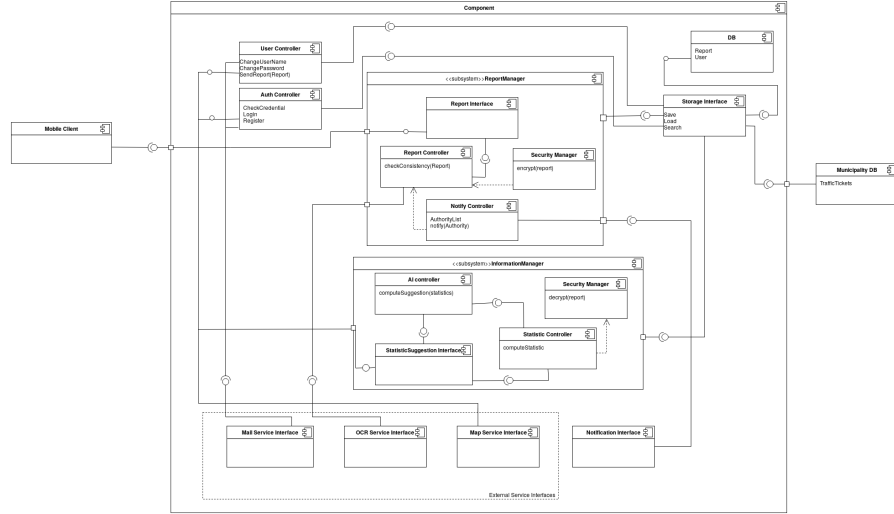 Component
User Controller
ChangeUserName
ChangePassword
SendReport(Report)
DB
Report
User
Auth Controller
CheckCredential
Login
Register
<<subsystem>>ReportManager
Report Interface
Storage Interface
Save
Load
Search
Mobile Client
Report Controller
checkConsistency(Report)
Security Manager
encrypt(report)
Municipality DB
TrafficTickets
Notify Controller
AuthorityList
notify(Authority)
<<subsystem>>InformationManager
AI controller
computeSuggestion(statistics)
Security Manager
decrypt(report)
Statistic Controller
computeStatistic
StatisticSuggestion Interface
Mail Service Interface
OCR Service Interface
Map Service Interface
Notification Interface
External Service Interfaces